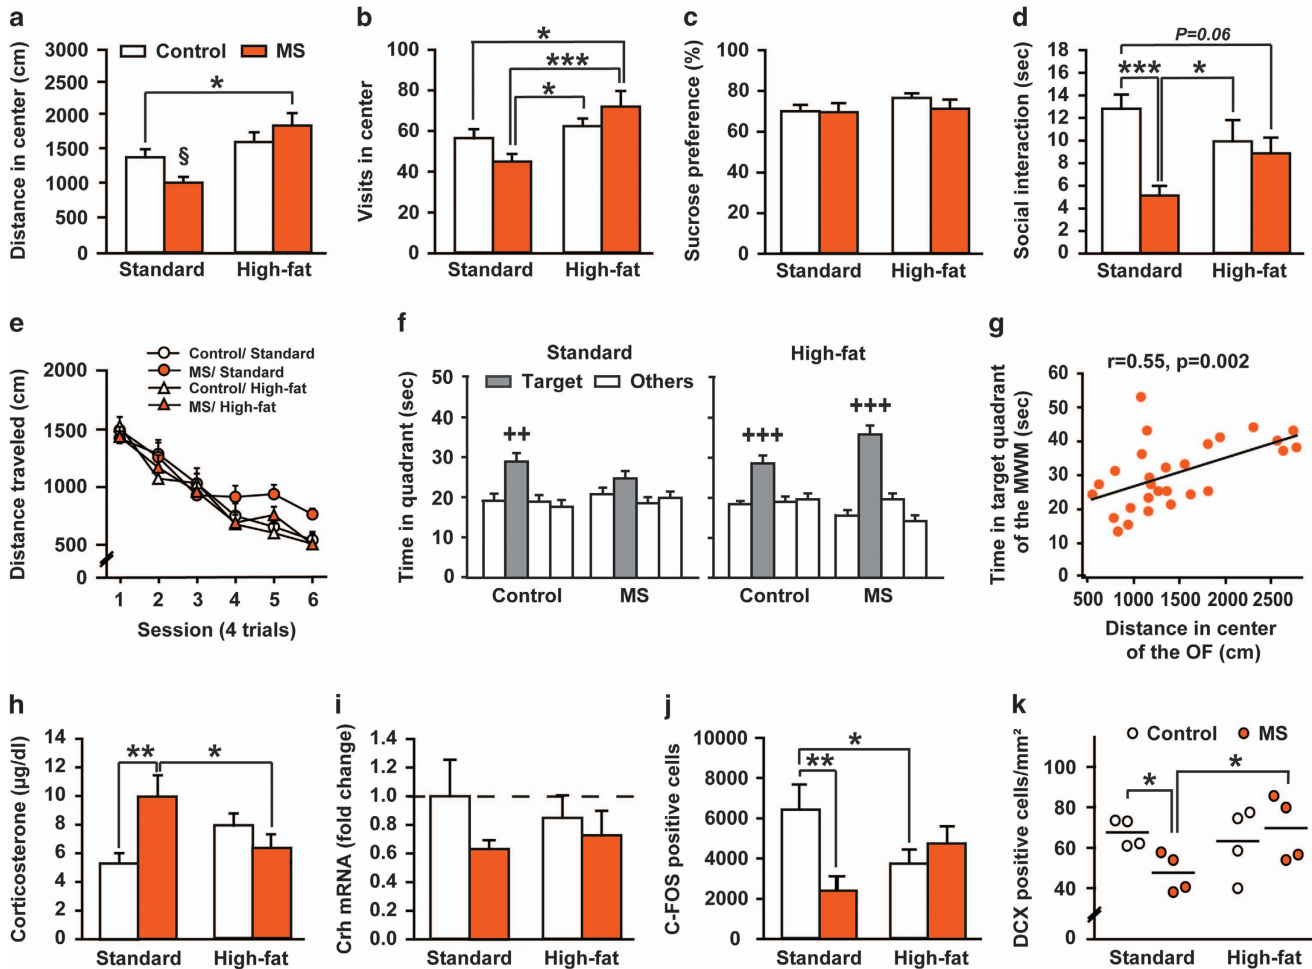 a
Distance in center (cm)
3000
2500
2000
1500
1000
500
0
Control
MS
*
§
Standard
High-fat
b
Visits in center
100
80
60
40
20
0
*
***
*
Standard
High-fat
c
Sucrose preference (%)
100
80
60
40
20
0
Standard
High-fat
d
Social interaction (sec)
18
16
14
12
10
8
6
4
2
0
P=0.06
***
*
Standard
High-fat
e
Distance traveled (cm)
2000
1500
1000
500
0
Control/ Standard
MS/ Standard
Control/ High-fat
MS/ High-fat
1 2 3 4 5 6
Session (4 trials)
f
Standard
High-fat
Time in quadrant (sec)
50
40
30
20
10
0
Target
Others
++
+++
+++
Control
MS
Control
MS
g
r=0.55, p=0.002
Time in target quadrant
of the MWM (sec)
60
50
40
30
20
10
0
500 1000 1500 2000 2500
Distance in center
of the OF (cm)
h
Corticosterone (µg/dl)
14
12
10
8
6
4
2
0
**
*
Standard
High-fat
i
Crh mRNA (fold change)
1.4
1.2
1.0
0.8
0.6
0.4
0.2
0.0
Standard
High-fat
j
C-FOS positive cells
10000
8000
6000
4000
2000
0
*
**
Standard
High-fat
k
DCX positive cells/mm²
100
80
60
40
0
Control
MS
*
*
Standard
High-fat